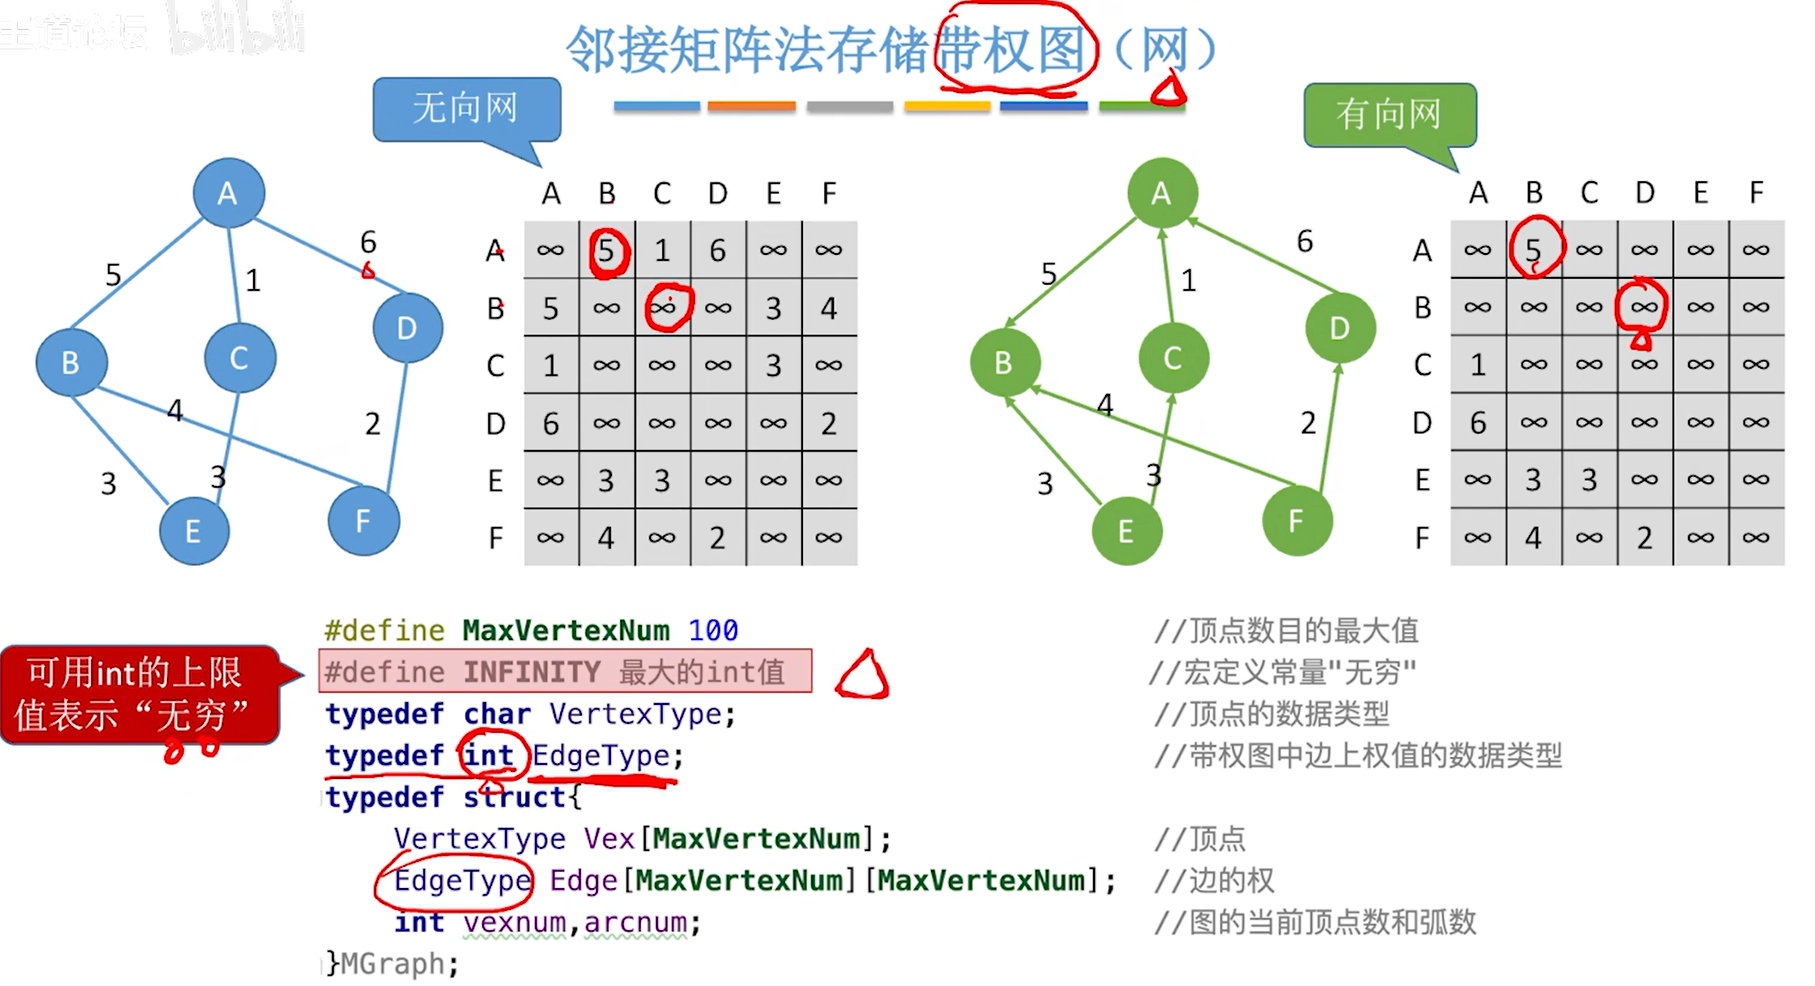 王道论坛 bilibili
邻接矩阵法存储带权图（网）
无向网
有向网
A
B
C
D
E
F
5
1
6
4
2
3
3
A B C D E F
A ∞ 5 1 6 ∞ ∞
B 5 ∞ ∞ ∞ 3 4
C 1 ∞ ∞ ∞ 3 ∞
D 6 ∞ ∞ ∞ ∞ 2
E ∞ 3 3 ∞ ∞ ∞
F ∞ 4 ∞ 2 ∞ ∞
A
B
C
D
E
F
5
1
6
4
2
3
3
A B C D E F
A ∞ 5 ∞ ∞ ∞ ∞
B ∞ ∞ ∞ ∞ ∞ ∞
C 1 ∞ ∞ ∞ ∞ ∞
D 6 ∞ ∞ ∞ ∞ ∞
E ∞ 3 3 ∞ ∞ ∞
F ∞ 4 ∞ 2 ∞ ∞
可用int的上限
值表示“无穷”
#define MaxVertexNum 100 //顶点数目的最大值
#define INFINITY 最大的int值 //宏定义常量"无穷"
typedef char VertexType; //顶点的数据类型
typedef int EdgeType; //带权图中边上权值的数据类型
typedef struct{
VertexType Vex[MaxVertexNum]; //顶点
EdgeType Edge[MaxVertexNum][MaxVertexNum]; //边的权
int vexnum,arcnum; //图的当前顶点数和弧数
}MGraph;